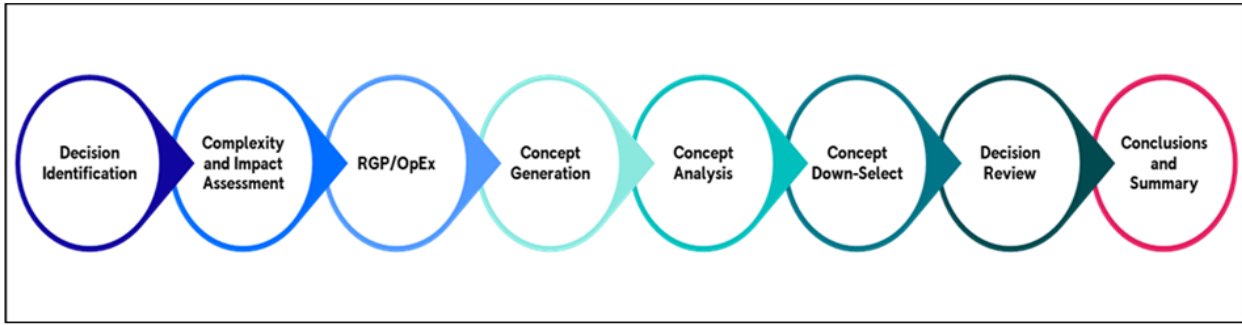 Decision
Identification
Complexity
and Impact
Assessment
RGP/OpEx
Concept
Generation
Concept
Analysis
Concept
Down-Select
Decision
Review
Conclusions
and
Summary